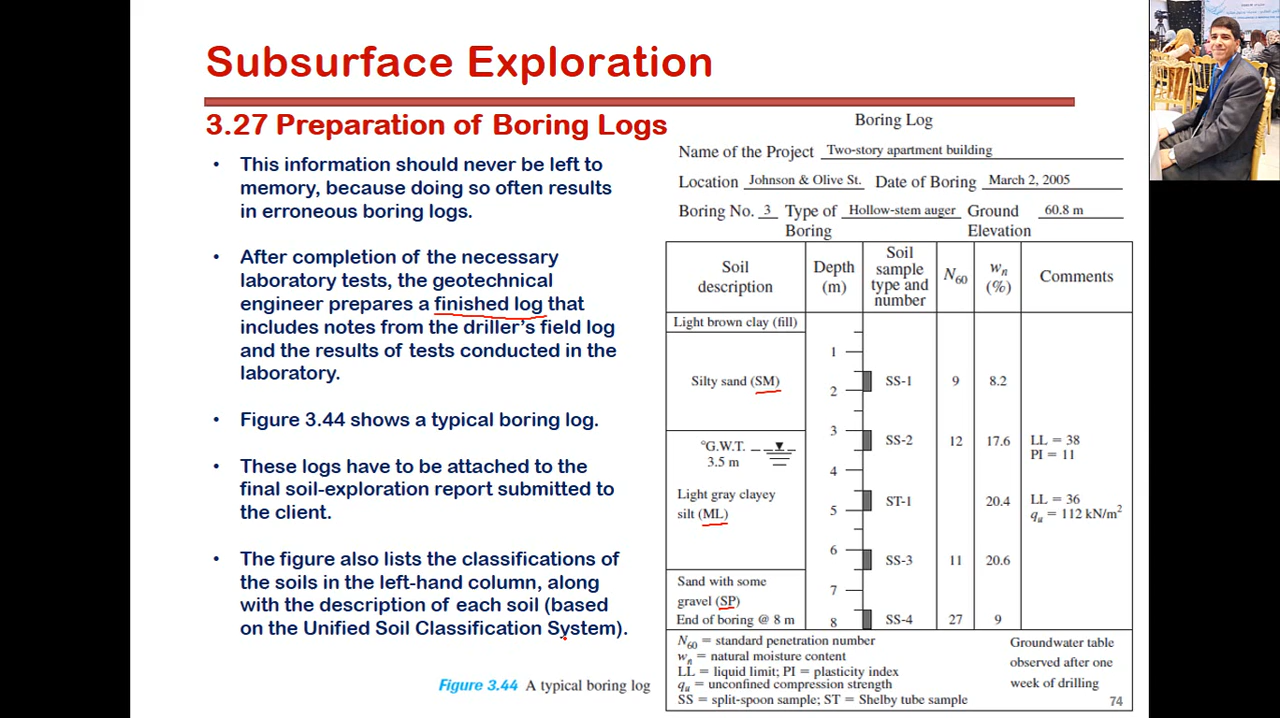 Subsurface Exploration
3.27 Preparation of Boring Logs
• This information should never be left to
memory, because doing so often results
in erroneous boring logs.
• After completion of the necessary
laboratory tests, the geotechnical
engineer prepares a finished log that
includes notes from the driller's field log
and the results of tests conducted in the
laboratory.
• Figure 3.44 shows a typical boring log.
• These logs have to be attached to the
final soil-exploration report submitted to
the client.
• The figure also lists the classifications of
the soils in the left-hand column, along
with the description of each soil (based
on the Unified Soil Classification System).
Figure 3.44 A typical boring log
Boring Log
Name of the Project Two-story apartment building
Location Johnson & Olive St. Date of Boring March 2, 2005
Boring No. 3 Type of Hollow-stem auger Ground 60.8 m
Boring Elevation
Soil description Depth (m) Soil sample type and number N60 wn (%) Comments
Light brown clay (fill)
1
Silty sand (SM) 2 SS-1 9 8.2
3 SS-2 12 17.6 LL = 38
PI = 11
°G.W.T.
3.5 m
4
Light gray clayey
silt (ML) 5 ST-1 20.4 LL = 36
qu = 112 kN/m²
6 SS-3 11 20.6
Sand with some
gravel (SP) 7
End of boring @ 8 m 8 SS-4 27 9
N60 = standard penetration number
wn = natural moisture content
LL = liquid limit; PI = plasticity index
qu = unconfined compression strength
SS = split-spoon sample; ST = Shelby tube sample
Groundwater table
observed after one
week of drilling
74